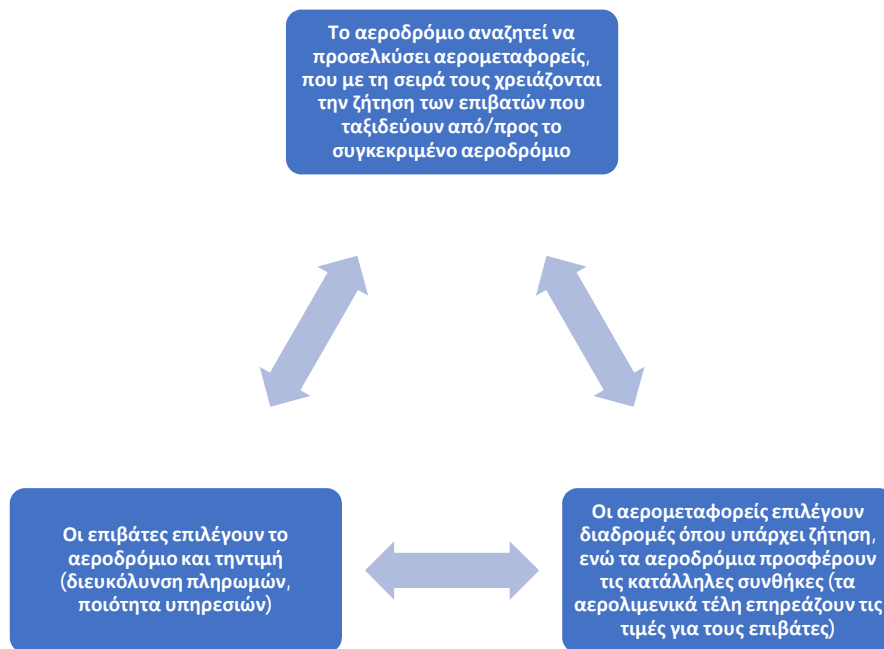 Το αεροδρόμιο αναζητεί να
προσελκύσει αερομεταφορείς,
που με τη σειρά τους χρειάζονται
την ζήτηση των επιβατών που
ταξιδεύουν από/προς το
συγκεκριμένο αεροδρόμιο
Οι επιβάτες επιλέγουν το
αεροδρόμιο και τηντιμή
(διευκόλυνση πληρωμών,
ποιότητα υπηρεσιών)
Οι αερομεταφορείς επιλέγουν
διαδρομές όπου υπάρχει ζήτηση,
ενώ τα αεροδρόμια προσφέρουν
τις κατάλληλες συνθήκες (τα
αερολιμενικά τέλη επηρεάζουν τις
τιμές για τους επιβάτες)